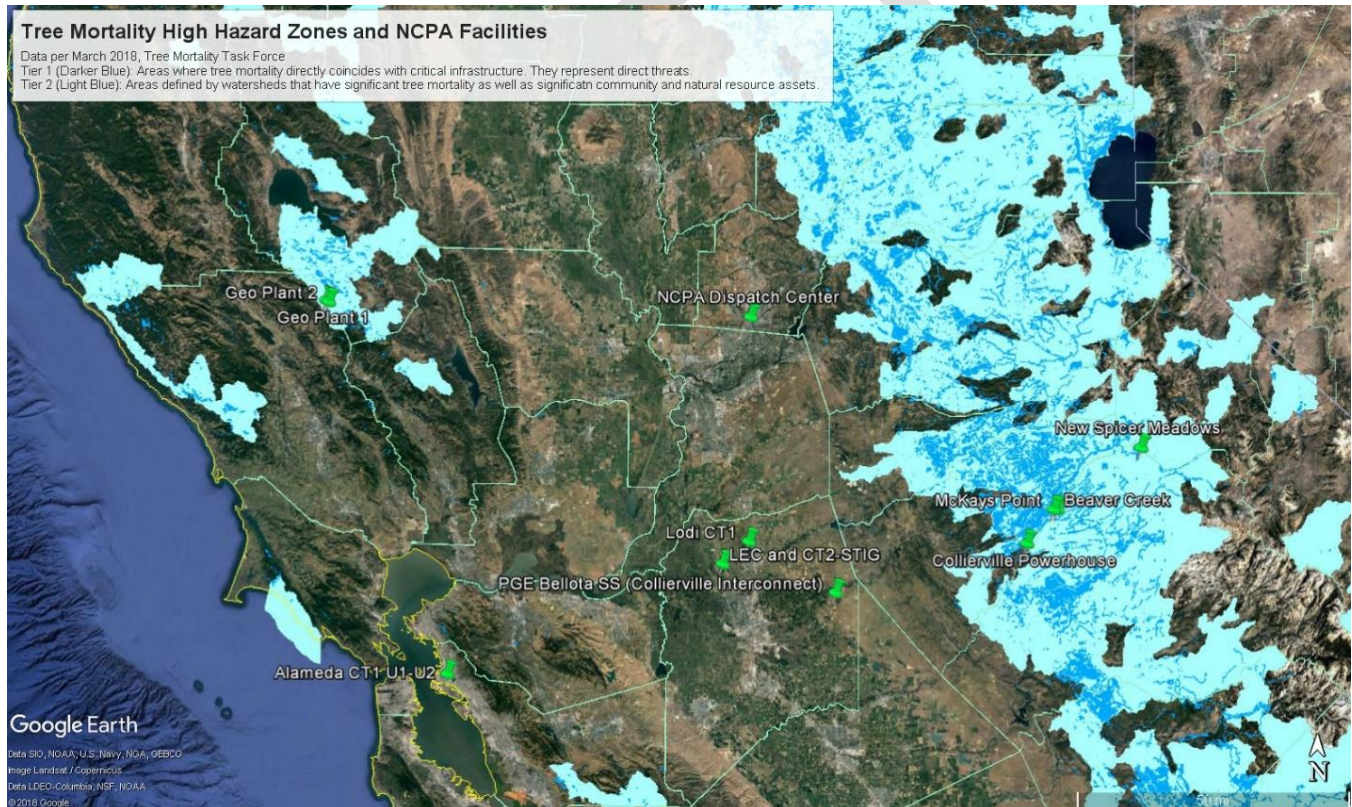 Tree Mortality High Hazard Zones and NCPA Facilities
Data per March 2018, Tree Mortality Task Force
Tier 1 (Darker Blue): Areas where tree mortality directly coincides with critical infrastructure. They represent direct threats.
Tier 2 (Light Blue): Areas defined by watersheds that have significant tree mortality as well as significatn community and natural resource assets.
Geo Plant 2
Geo Plant 1
NCPA Dispatch Center
New Spicer Meadows
McKays Point
Beaver Creek
Lodi CT1
LEC and CT2-STIG
Collierville Powerhouse
PGE Bellota SS (Collierville Interconnect)
Alameda CT1 U1-U2
Google Earth
Data SIO, NOAA, U.S. Navy, NGA, GEBCO
Image Landsat / Copernicus
Data LDEO-Columbia, NSF, NOAA
© 2018 Google
N
50 mi